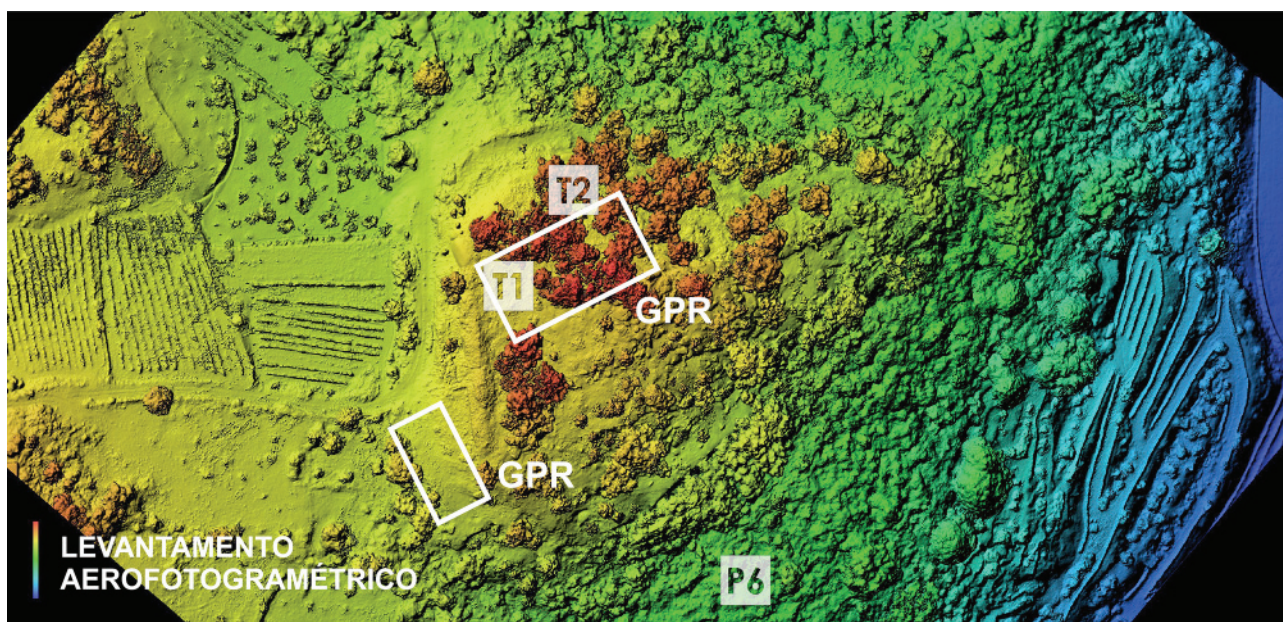 T2
T1
GPR
GPR
LEVANTAMENTO
AEROFOTOGRAMÉTRICO
P6